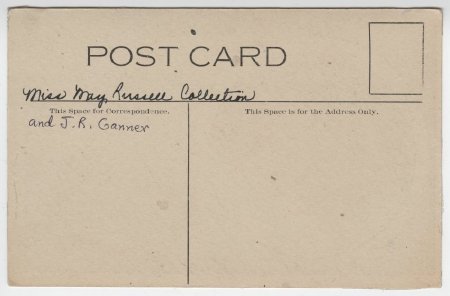 POST CARD
Miss May Russell Collection
This Space for Correspondence.
This Space is for the Address Only.
and J.R. Ganner